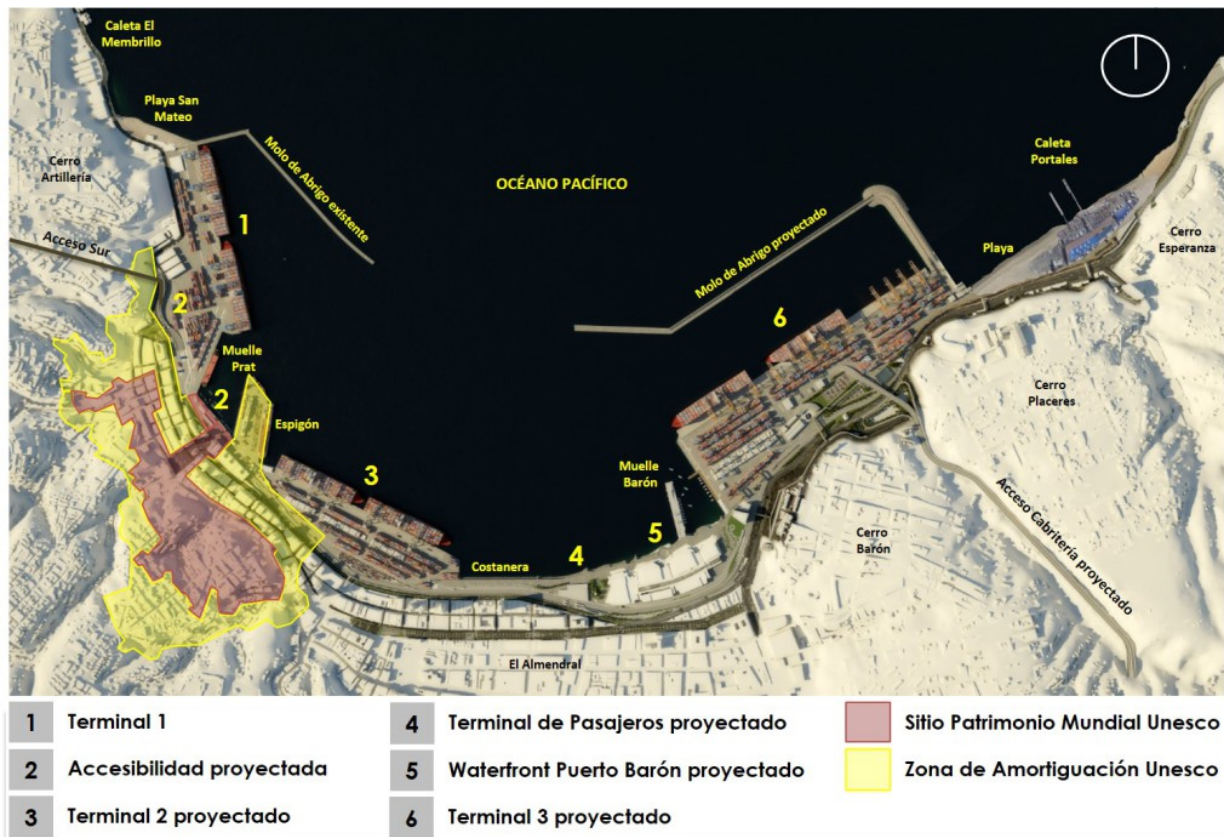 Caleta El
Membrillo
Playa San
Mateo
Cerro
Artillería
Molo de Abrigo existente
OCÉANO PACÍFICO
Caleta
Portales
Molo de Abrigo proyectado
Playa
Cerro
Esperanza
1
Acceso Sur
2
6
Muelle
Prat
2
Espigón
Cerro
Placeres
3
Muelle
Barón
5
Acceso Cabritería proyectado
Cerro
Barón
4
Costanera
El Almendral
1 Terminal 1
2 Accesibilidad proyectada
3 Terminal 2 proyectado
4 Terminal de Pasajeros proyectado
5 Waterfront Puerto Barón proyectado
6 Terminal 3 proyectado
Sitio Patrimonio Mundial Unesco
Zona de Amortiguación Unesco